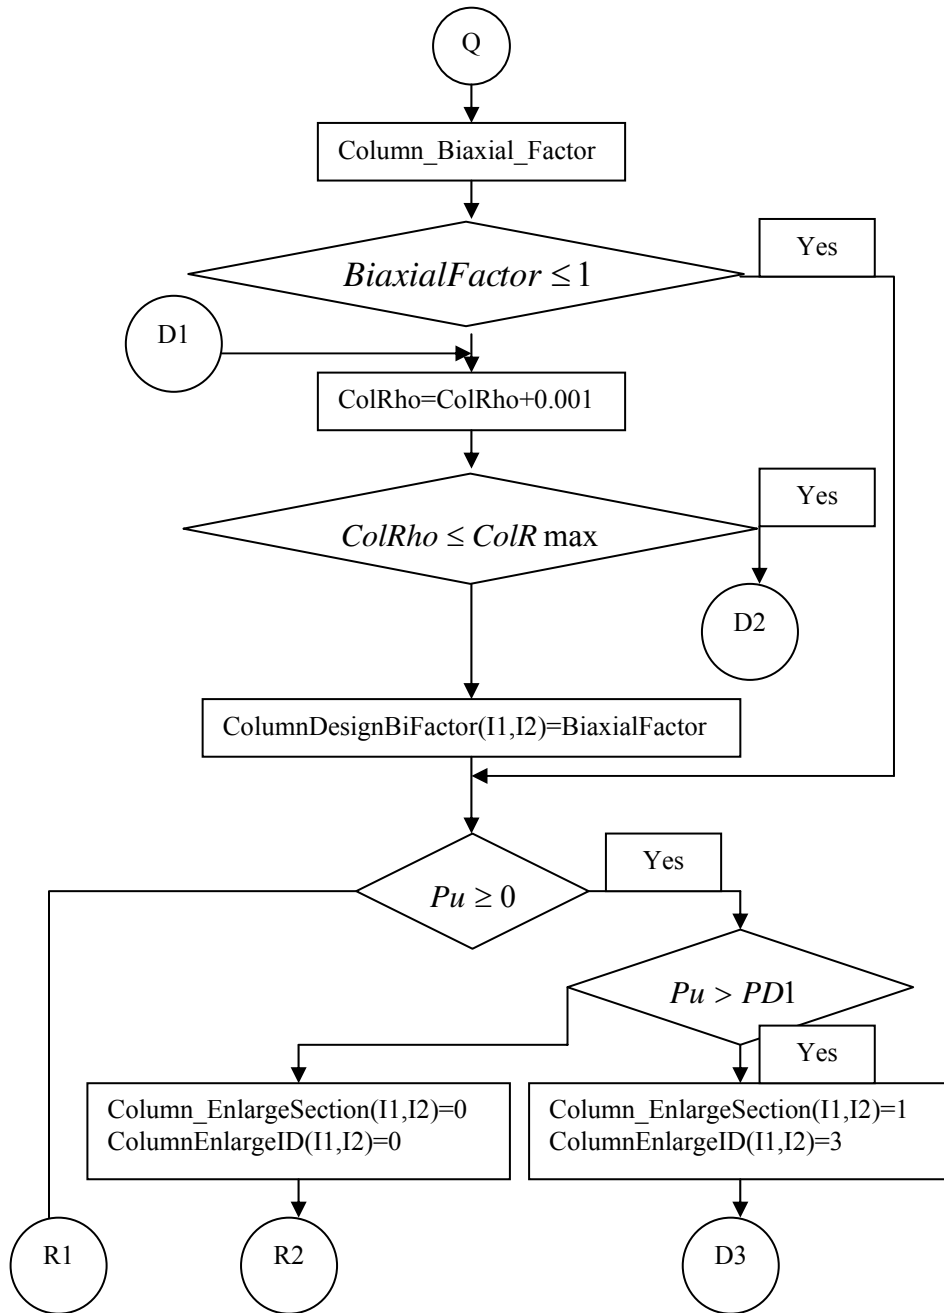 Q
Column_Biaxial_Factor
Yes
BiaxialFactor ≤ 1
D1
ColRho=ColRho+0.001
Yes
ColRho ≤ ColR max
D2
ColumnDesignBiFactor(I1,I2)=BiaxialFactor
Yes
Pu ≥ 0
Pu > PD1
Yes
Column_EnlargeSection(I1,I2)=0
ColumnEnlargeID(I1,I2)=0
Column_EnlargeSection(I1,I2)=1
ColumnEnlargeID(I1,I2)=3
R1
R2
D3